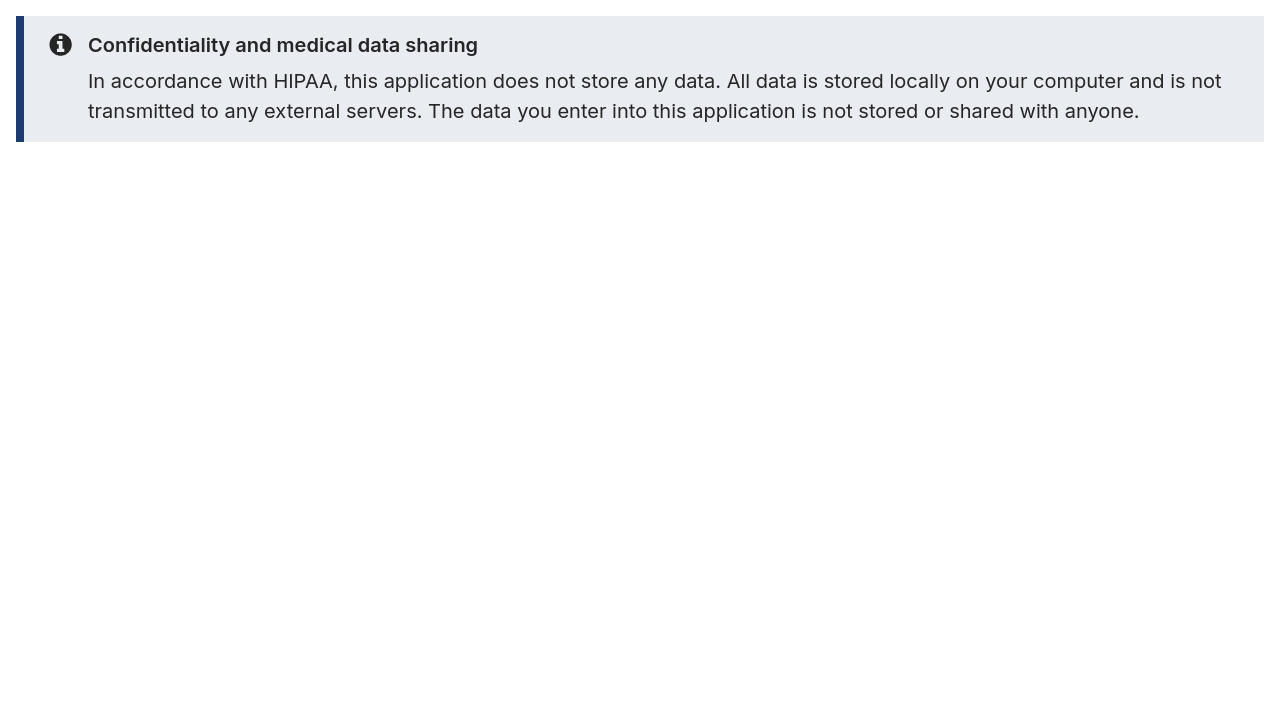 Confidentiality and medical data sharing
In accordance with HIPAA, this application does not store any data. All data is stored locally on your computer and is not
transmitted to any external servers. The data you enter into this application is not stored or shared with anyone.